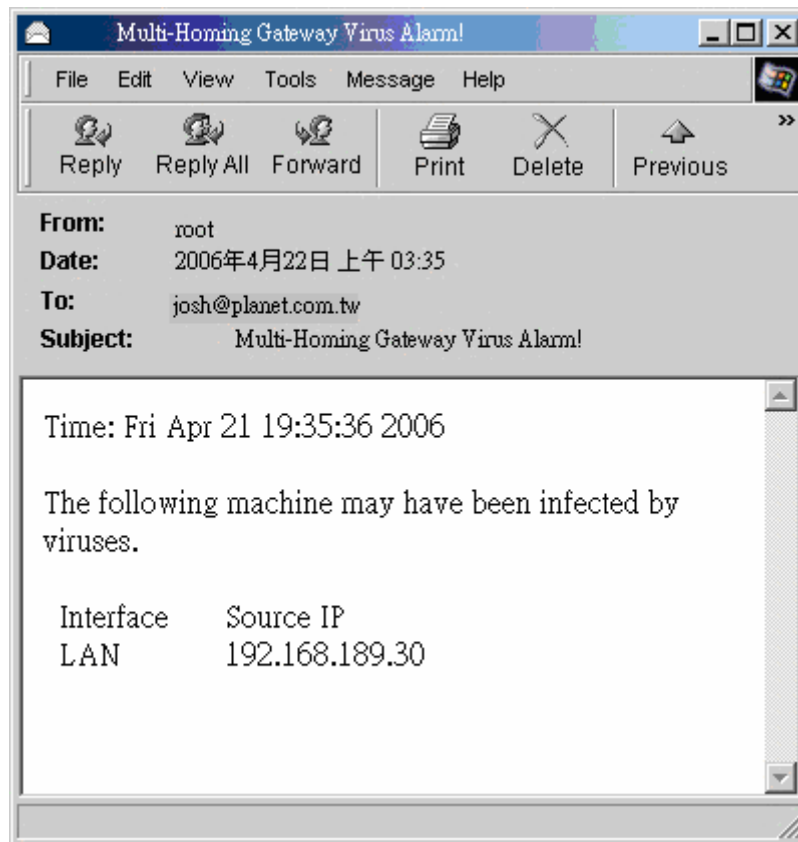 Multi-Homing Gateway Virus Alarm!
File Edit View Tools Message Help
Reply Reply All Forward Print Delete Previous »
From: root
Date: 2006年4月22日 上午 03:35
To: josh@planet.com.tw
Subject: Multi-Homing Gateway Virus Alarm!
Time: Fri Apr 21 19:35:36 2006
The following machine may have been infected by
viruses.
Interface Source IP
LAN 192.168.189.30